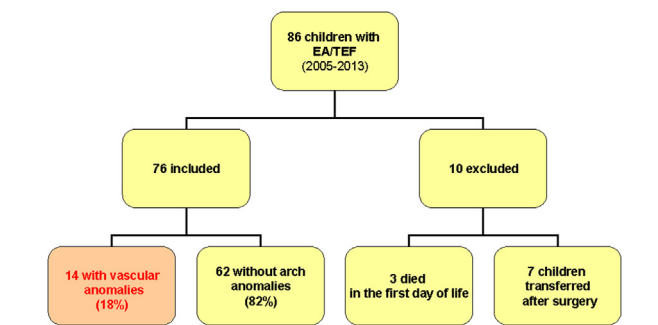 86 children with
EA/TEF
(2005-2013)
76 included
10 excluded
14 with vascular
anomalies
(18%)
62 without arch
anomalies
(82%)
3 died
in the first day of life
7 children
transferred
after surgery